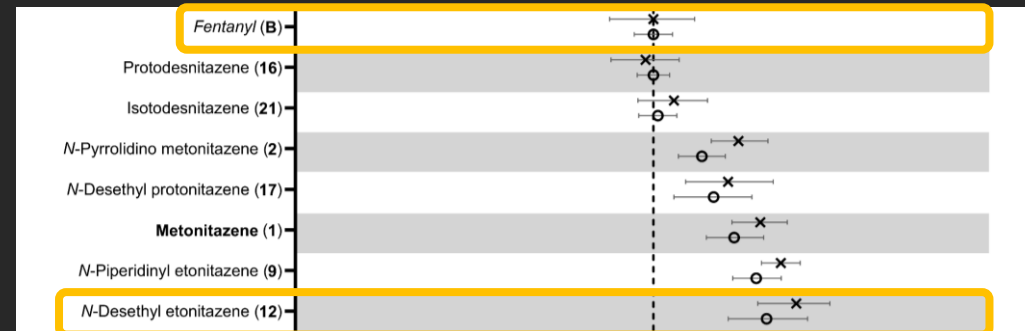 Fentanyl (B)
Protodesnitazene (16)
Isotodesnitazene (21)
N-Pyrrolidino metonitazene (2)
N-Desethyl protonitazene (17)
Metonitazene (1)
N-Piperidinyl etonitazene (9)
N-Desethyl etonitazene (12)